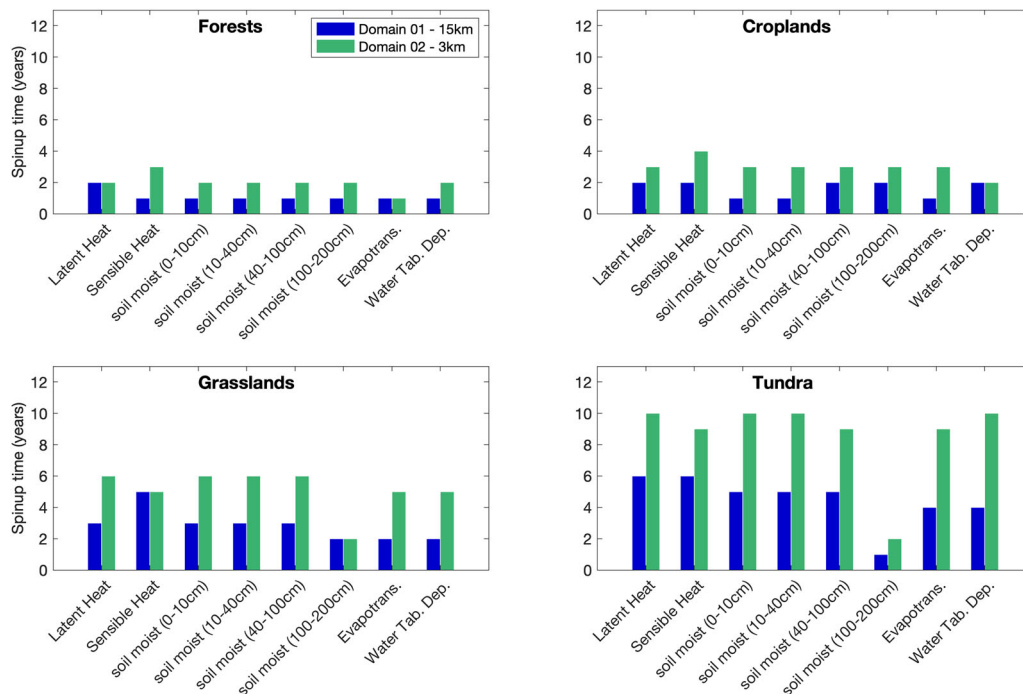 Forests
Domain 01 - 15km
Domain 02 - 3km
Spinup time (years)
12
10
8
6
4
2
0
Latent Heat
Sensible Heat
soil moist (0-10cm)
soil moist (10-40cm)
soil moist (40-100cm)
soil moist (100-200cm)
Evapotrans.
Water Tab. Dep.
Croplands
12
10
8
6
4
2
0
Latent Heat
Sensible Heat
soil moist (0-10cm)
soil moist (10-40cm)
soil moist (40-100cm)
soil moist (100-200cm)
Evapotrans.
Water Tab. Dep.
Grasslands
Spinup time (years)
12
10
8
6
4
2
0
Latent Heat
Sensible Heat
soil moist (0-10cm)
soil moist (10-40cm)
soil moist (40-100cm)
soil moist (100-200cm)
Evapotrans.
Water Tab. Dep.
Tundra
12
10
8
6
4
2
0
Latent Heat
Sensible Heat
soil moist (0-10cm)
soil moist (10-40cm)
soil moist (40-100cm)
soil moist (100-200cm)
Evapotrans.
Water Tab. Dep.